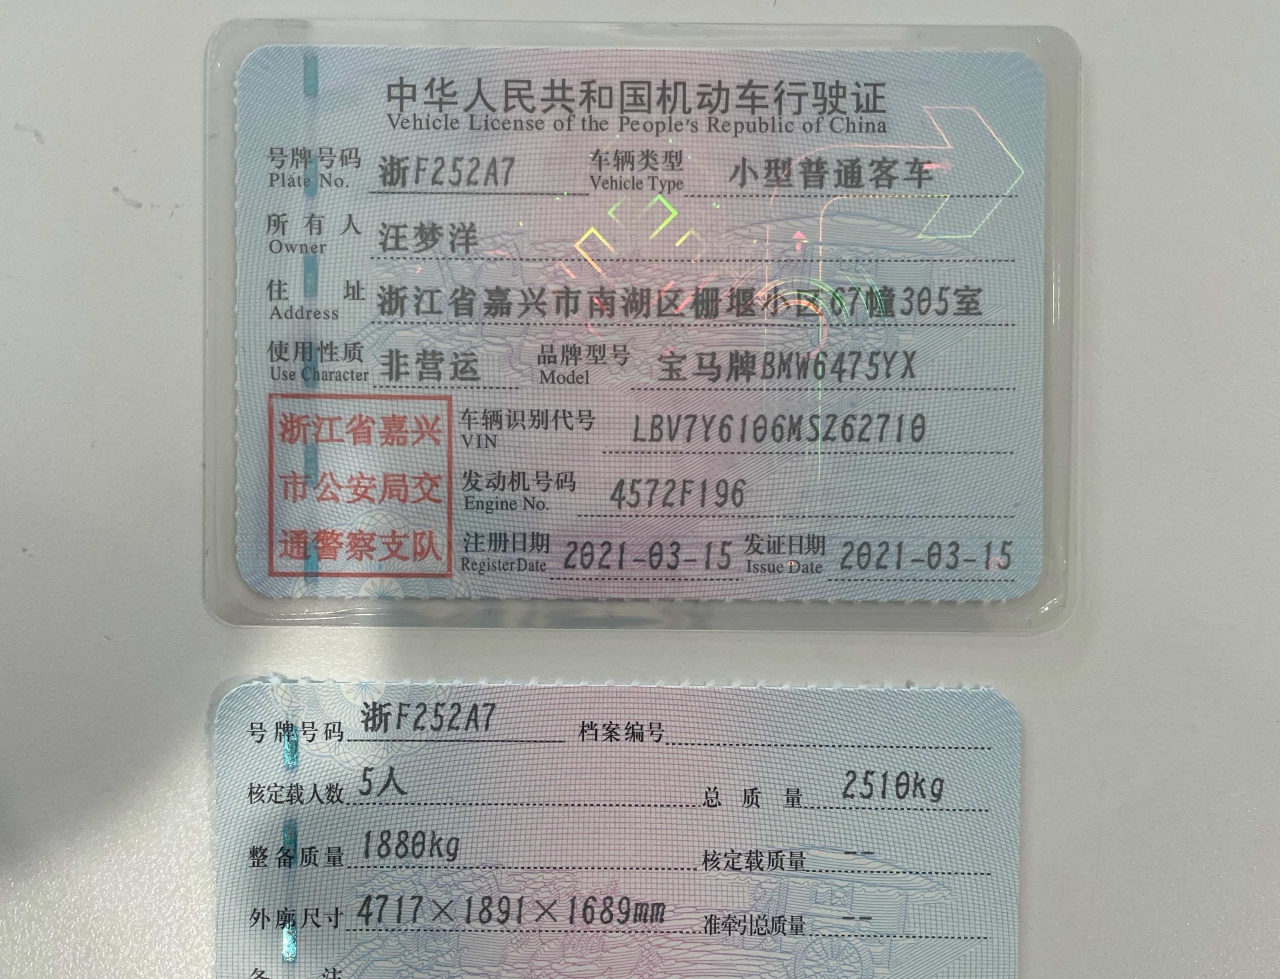 中华人民共和国机动车行驶证
Vehicle License of the People's Republic of China
号牌号码 浙F252A7 车辆类型 小型普通客车
Plate No. Vehicle Type
所有人 汪梦洋
Owner
住址 浙江省嘉兴市南湖区栅堰小区67幢305室
Address
使用性质 非营运 品牌型号 宝马牌BMW6475YX
Use Character Model
浙江省嘉兴
市公安局交
通警察支队
车辆识别代号 LBV7Y6106MSZ62710
VIN
发动机号码 4572F196
Engine No.
注册日期 2021-03-15 发证日期 2021-03-15
Register Date Issue Date
号牌号码 浙F252A7 档案编号
核定载人数 5人 总质量 2510kg
整备质量 1880kg 核定载质量 --
外廓尺寸 4717×1891×1689mm 准牵引总质量 --
备注